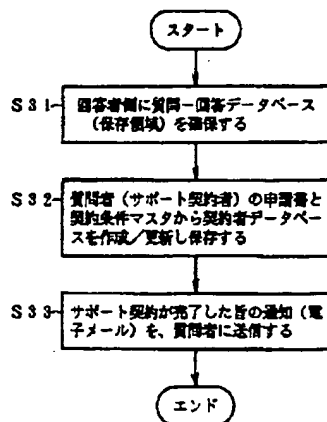 スタート
S31
回答者側に質問－回答データベース
（保存領域）を確保する
S32
質問者（サポート契約者）の申請書と
契約条件マスタから契約者データベー
スを作成／更新し保存する
S33
サポート契約が完了した旨の通知（電
子メール）を、質問者に送信する
エンド